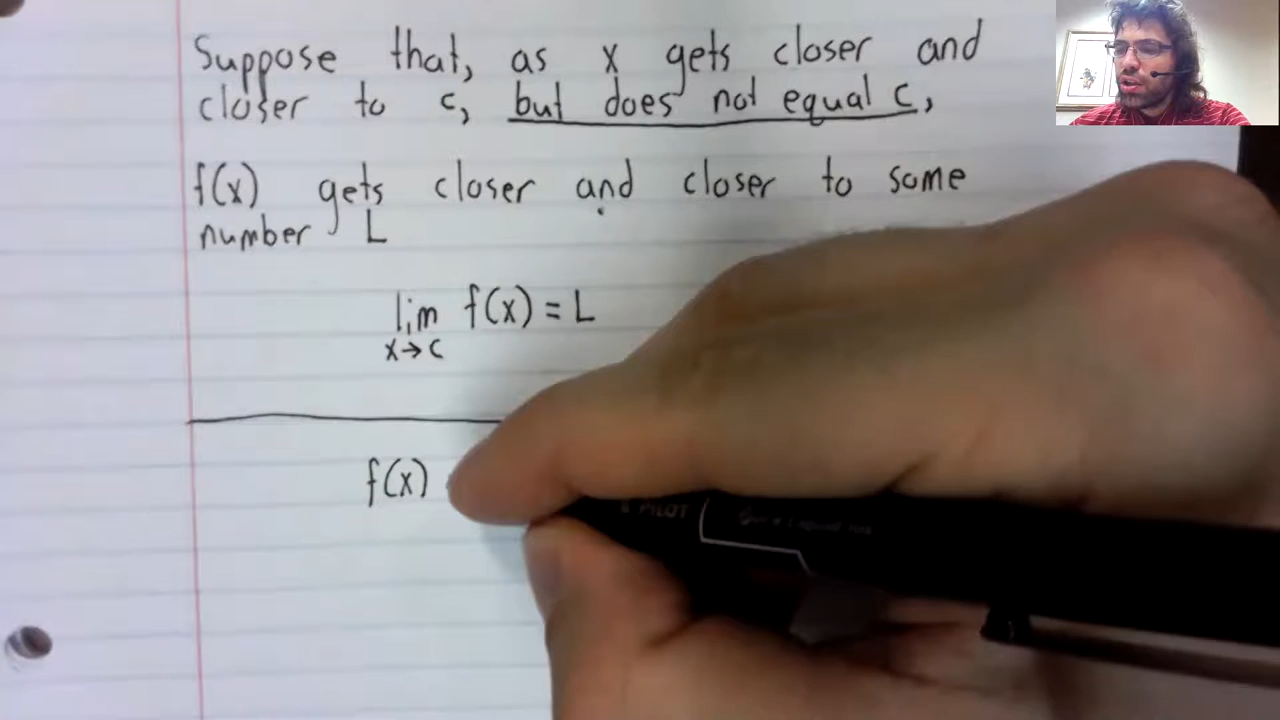 Suppose that, as x gets closer and
closer to c, but does not equal c,
f(x) gets closer and closer to some
number L
lim f(x) = L
x→c
f(x)
PILOT